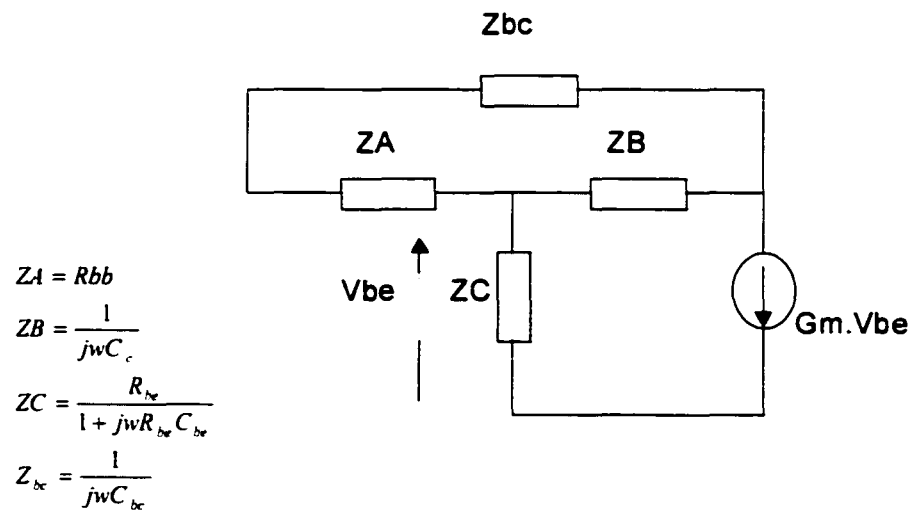 Zbc
ZA ZB
Vbe ZC
Gm.Vbe
ZA = Rbb
ZB = 1 / jwC_c
ZC = R_be / 1 + jwR_be C_be
Z_bc = 1 / jwC_bc